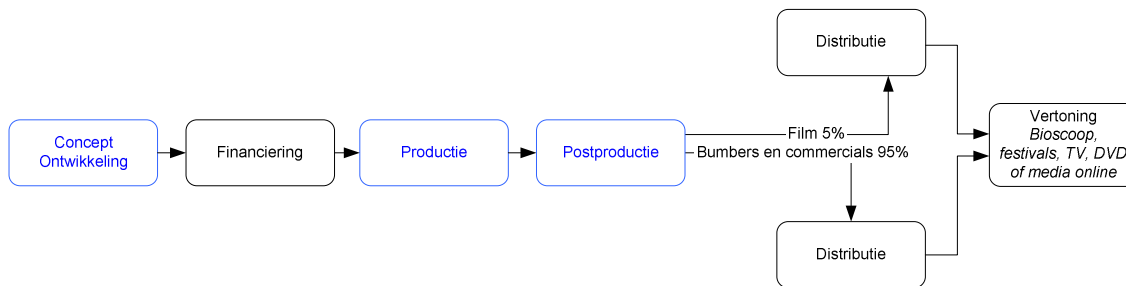 Concept
Ontwikkeling
Financiering
Productie
Postproductie
Film 5%
Bumbers en commercials 95%
Distributie
Distributie
Vertoning
Bioscoop,
festivals, TV, DVD
of media online